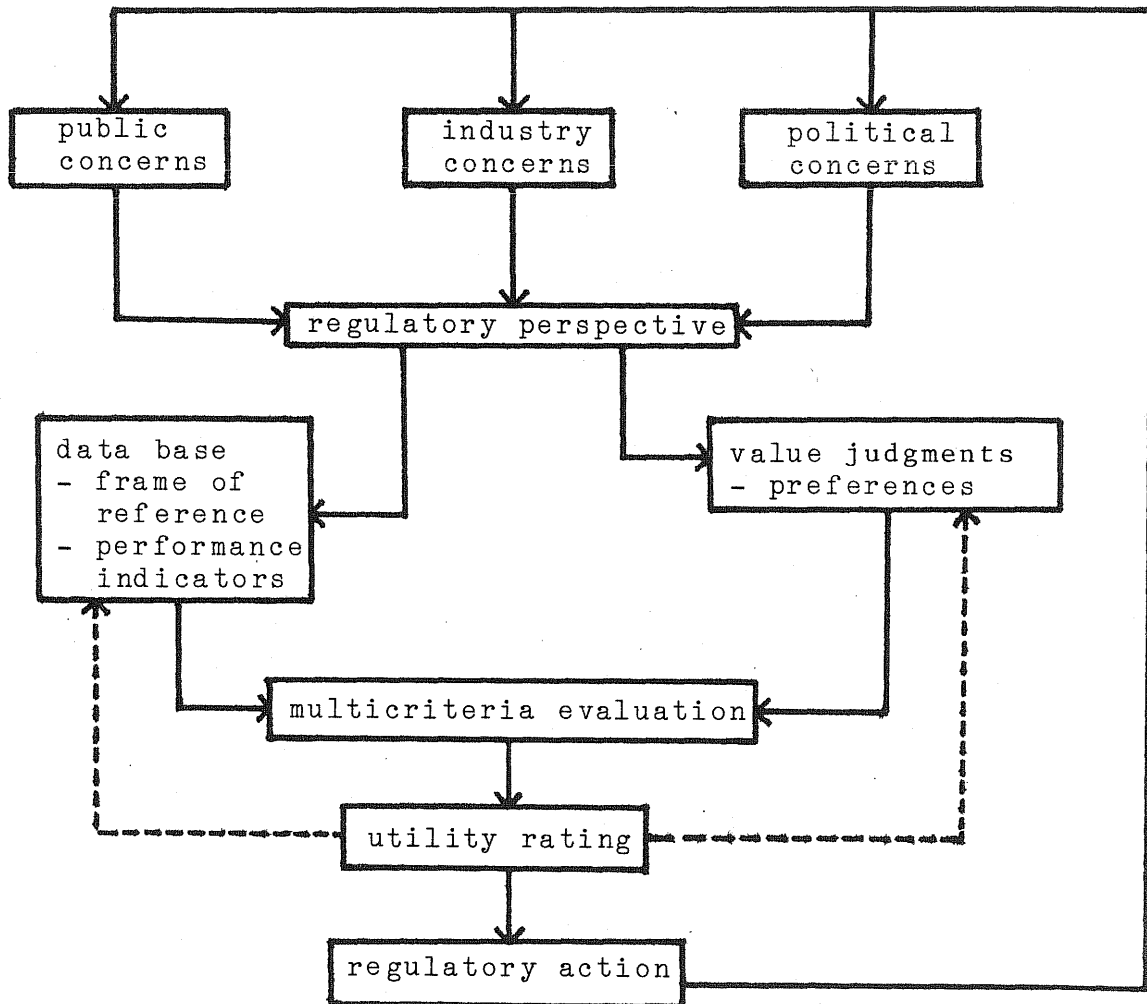 public
concerns
industry
concerns
political
concerns
regulatory perspective
data base
- frame of
reference
- performance
indicators
value judgments
- preferences
multicriteria evaluation
utility rating
regulatory action